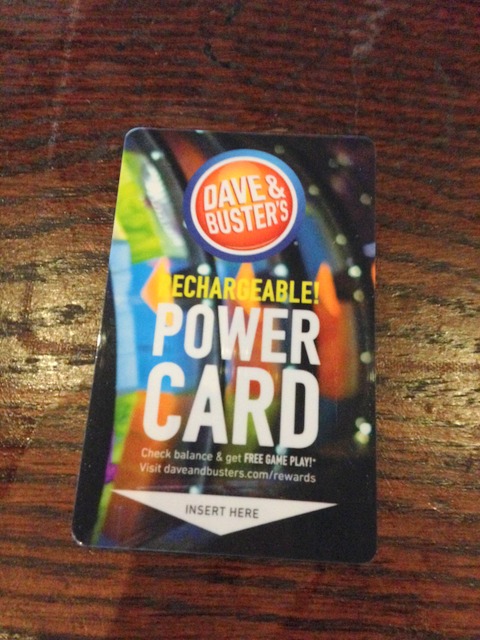 DAVE &
BUSTER'S
RECHARGEABLE!
POWER
CARD
Check balance & get FREE GAME PLAY!*
Visit daveandbusters.com/rewards
INSERT HERE